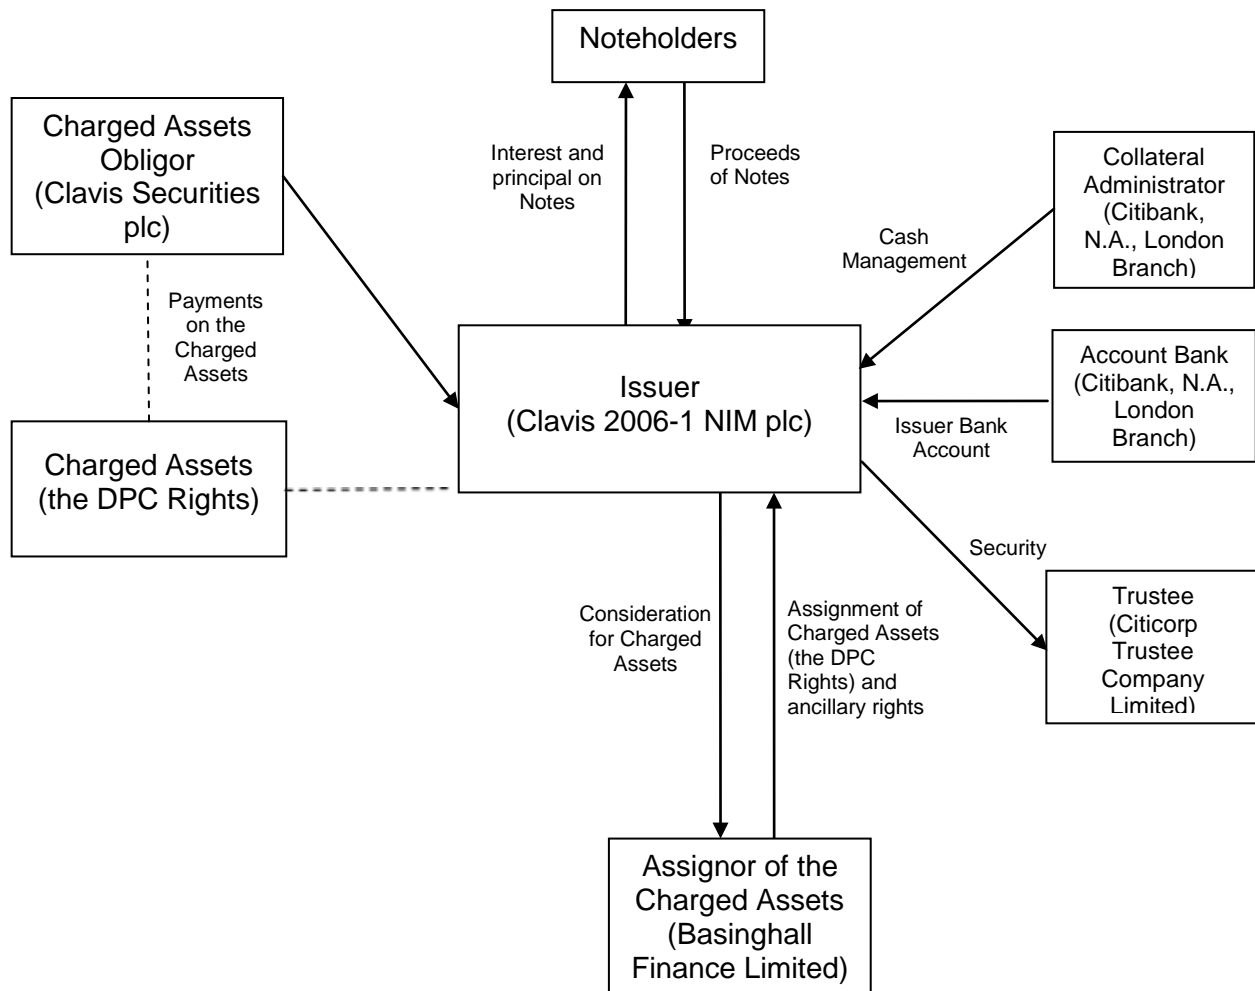 Noteholders
Charged Assets
Obligor
(Clavis Securities
plc)
Interest and
principal on
Notes
Proceeds
of Notes
Collateral
Administrator
(Citibank,
N.A., London
Branch)
Cash
Management
Payments
on the
Charged
Assets
Issuer
(Clavis 2006-1 NIM plc)
Account Bank
(Citibank, N.A.,
London
Branch)
Issuer Bank
Account
Charged Assets
(the DPC Rights)
Security
Consideration
for Charged
Assets
Assignment of
Charged Assets
(the DPC
Rights) and
ancillary rights
Trustee
(Citicorp
Trustee
Company
Limited)
Assignor of the
Charged Assets
(Basinghall
Finance Limited)